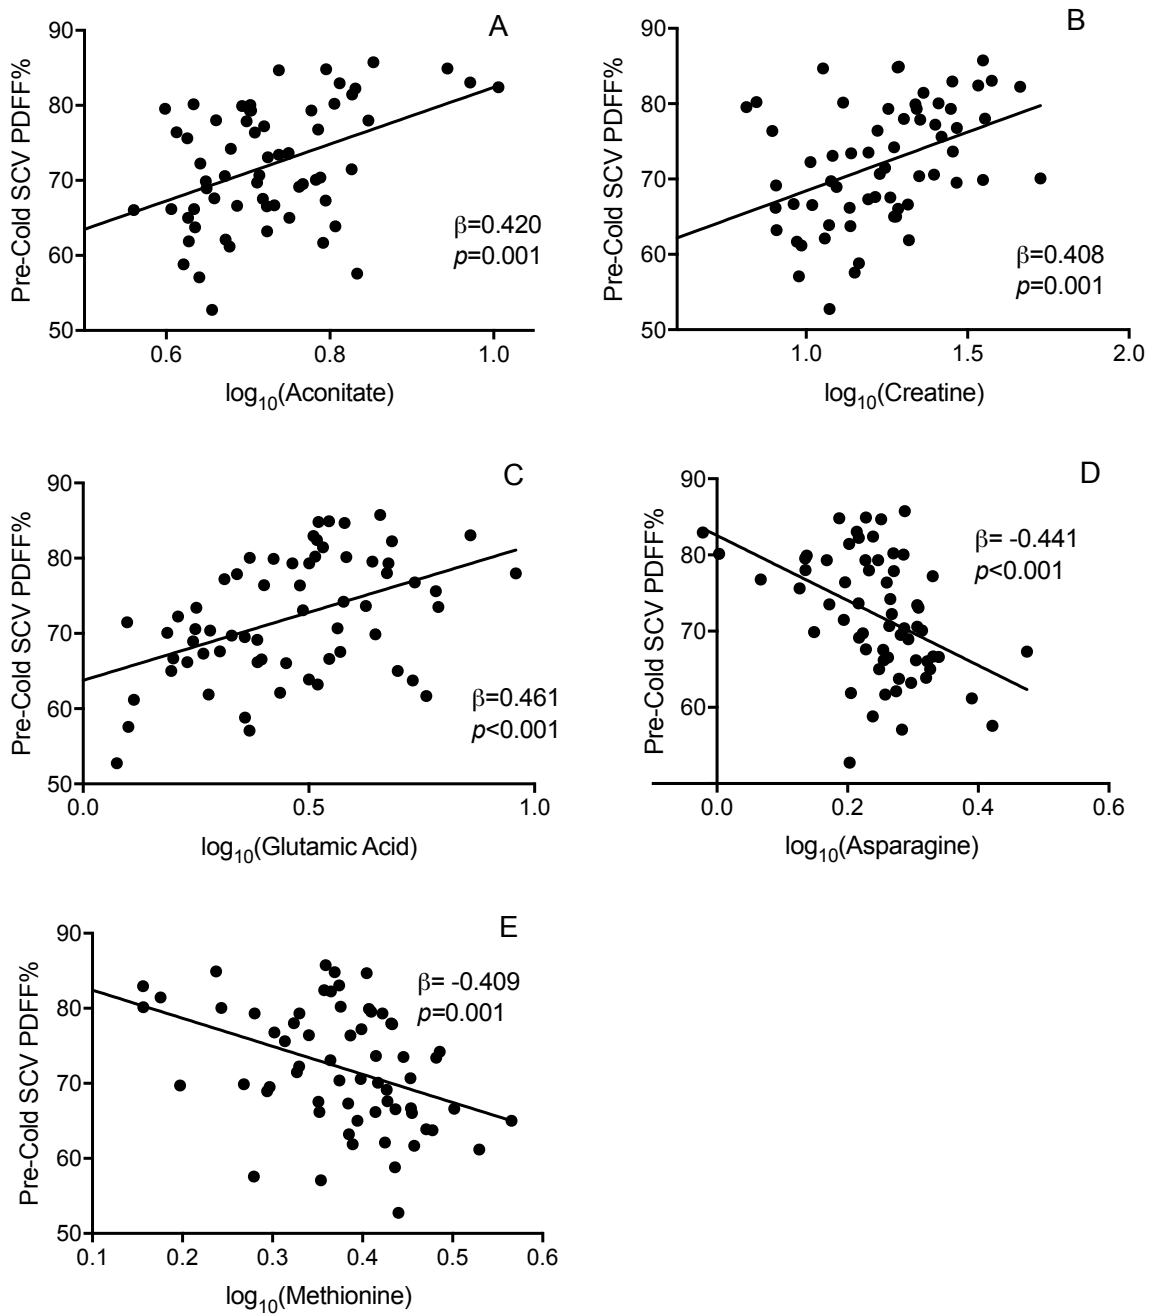 A
Pre-Cold SCV PDFF%
90
80
70
60
50
0.6 0.8 1.0
log10(Aconitate)
β=0.420
p=0.001
B
Pre-Cold SCV PDFF%
90
80
70
60
50
1.0 1.5 2.0
log10(Creatine)
β=0.408
p=0.001
C
Pre-Cold SCV PDFF%
90
80
70
60
50
0.0 0.5 1.0
log10(Glutamic Acid)
β=0.461
p<0.001
D
Pre-Cold SCV PDFF%
90
80
70
60
0.0 0.2 0.4 0.6
log10(Asparagine)
β= -0.441
p<0.001
E
Pre-Cold SCV PDFF%
90
80
70
60
50
0.1 0.2 0.3 0.4 0.5 0.6
log10(Methionine)
β= -0.409
p=0.001